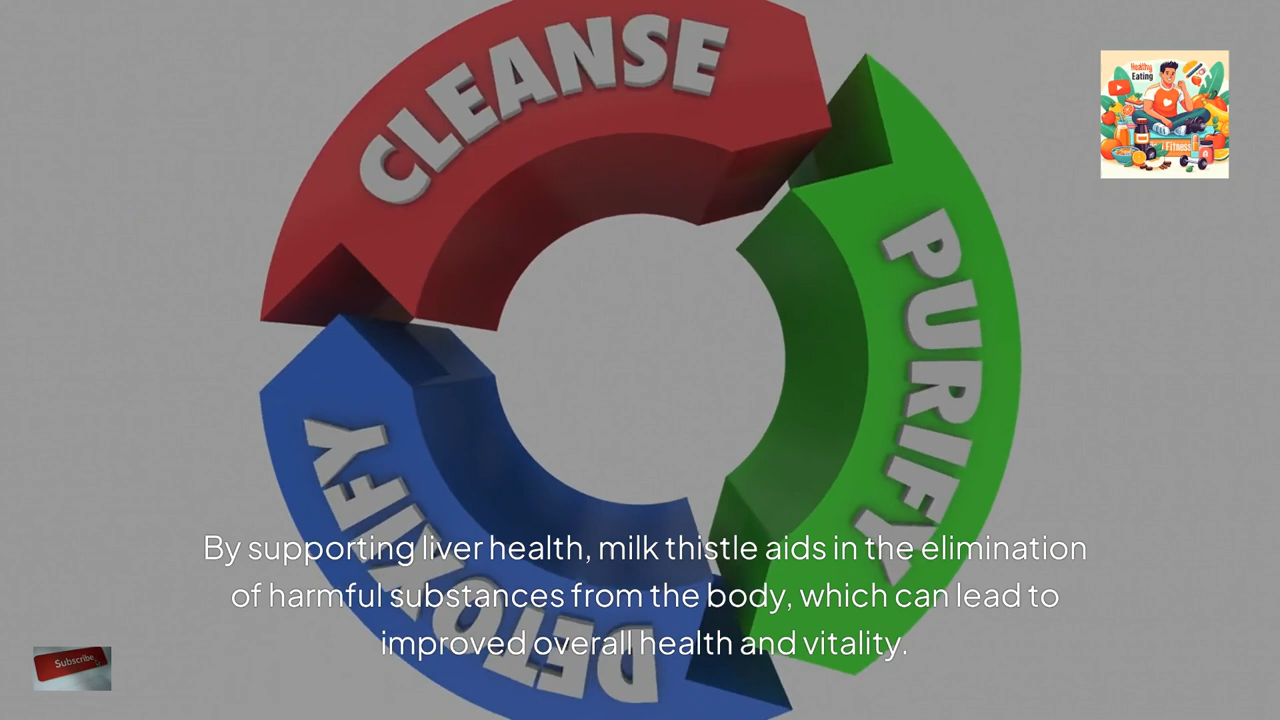 CLEANSE
PURIFY
DETOXIFY
Healthy
Eating
i Fitness
By supporting liver health, milk thistle aids in the elimination
of harmful substances from the body, which can lead to
improved overall health and vitality.
Subscribe